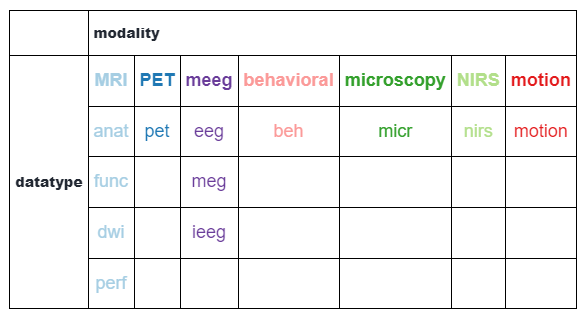 modality
MRI PET meeg behavioral microscopy NIRS motion
anat pet eeg beh micr nirs motion
datatype func meg
dwi ieeg
perf